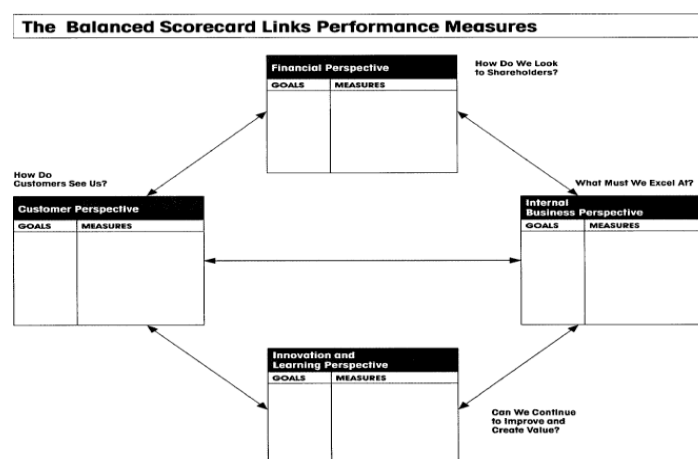 The Balanced Scorecard Links Performance Measures
Financial Perspective
GOALS MEASURES
How Do We Look
to Shareholders?
How Do
Customers See Us?
Customer Perspective
GOALS MEASURES
What Must We Excel At?
Internal
Business Perspective
GOALS MEASURES
Innovation and
Learning Perspective
GOALS MEASURES
Can We Continue
to Improve and
Create Value?